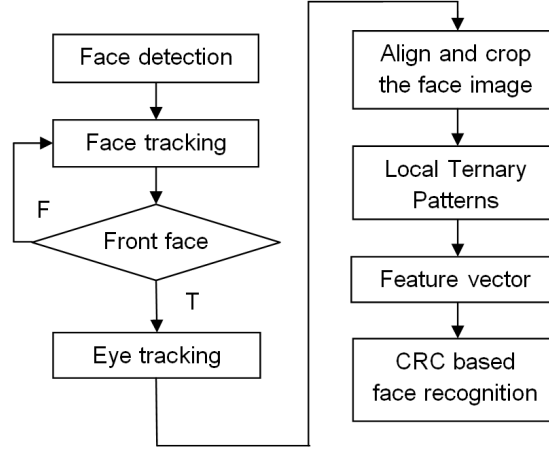 Face detection
Face tracking
F
Front face
T
Eye tracking
Align and crop
the face image
Local Ternary
Patterns
Feature vector
CRC based
face recognition